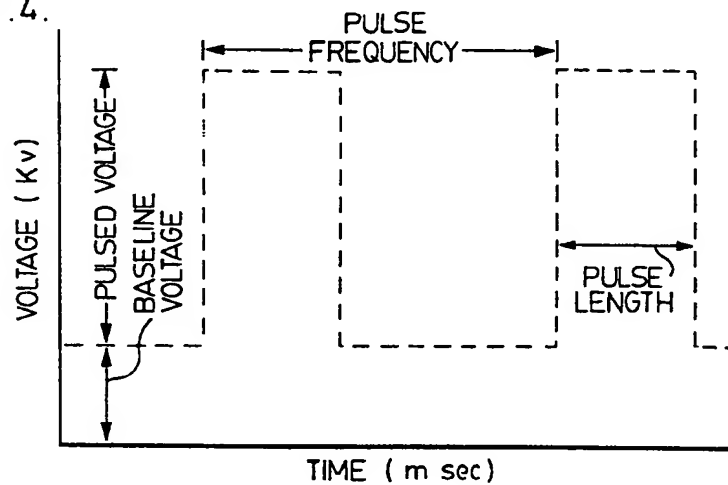 .4.
PULSE
FREQUENCY
VOLTAGE (Kv)
PULSED VOLTAGE
BASELINE
VOLTAGE
PULSE
LENGTH
TIME (m sec)